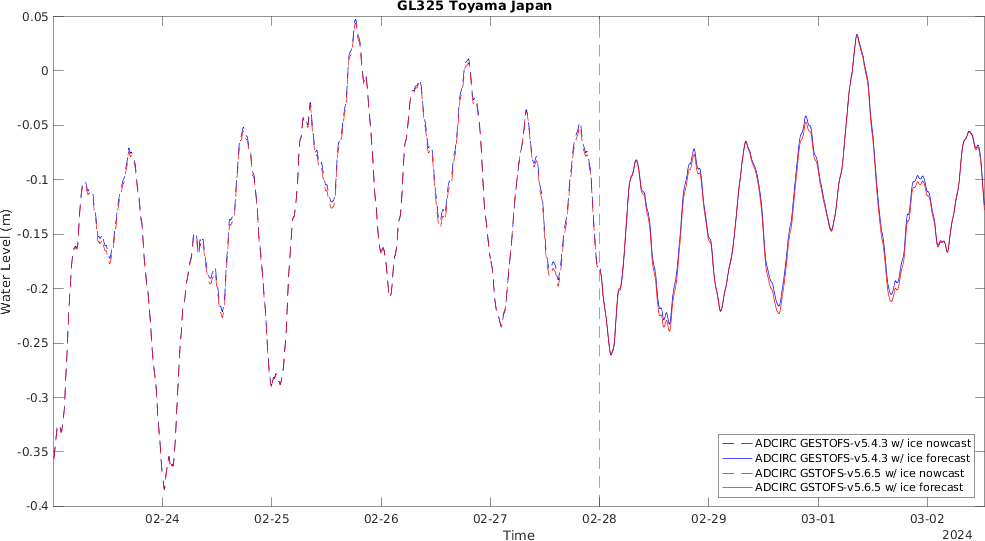 GL325 Toyama Japan
0.05
0
-0.05
-0.1
-0.15
-0.2
-0.25
-0.3
-0.35
-0.4
Water Level (m)
ADCIRC GESTOFS-v5.4.3 w/ ice nowcast
ADCIRC GESTOFS-v5.4.3 w/ ice forecast
ADCIRC GSTOFS-v5.6.5 w/ ice nowcast
ADCIRC GSTOFS-v5.6.5 w/ ice forecast
02-24
02-25
02-26
02-27
02-28
02-29
03-01
03-02
Time
2024